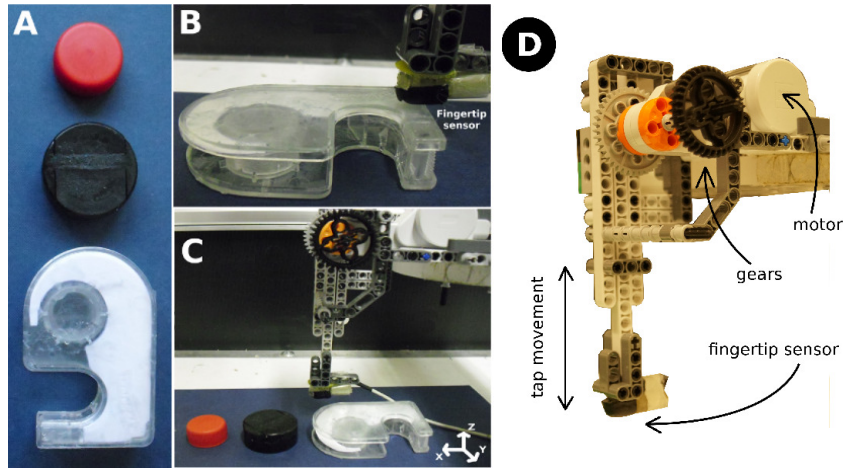 A
B
Fingertip
sensor
C
Z
X
Y
D
motor
gears
tap movement
fingertip sensor